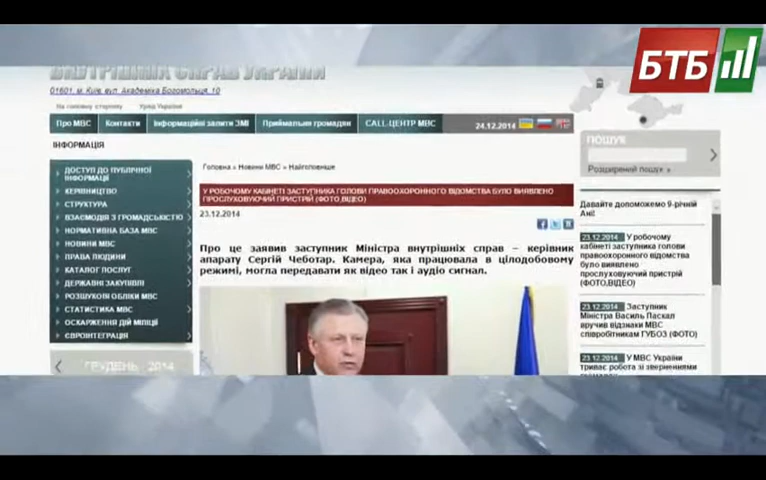 БТБ
ВНУТРІШНІХ СПРАВ УКРАЇНИ
01601, м. Київ, вул. Академіка Богомольця, 10
На головну сторінку Уряд України
Про МВС Контакти Інформаційні запити ЗМІ Приймальня громадян CALL-ЦЕНТР МВС 24.12.2014
ІНФОРМАЦІЯ
ДОСТУП ДО ПУБЛІЧНОЇ
ІНФОРМАЦІЇ
КЕРІВНИЦТВО
СТРУКТУРА
ВЗАЄМОДІЯ З ГРОМАДСЬКІСТЮ
НОРМАТИВНА БАЗА МВС
НОВИНИ МВС
ПРАВА ЛЮДИНИ
КАТАЛОГ ПОСЛУГ
ДЕРЖАВНІ ЗАКУПІВЛІ
РОЗШУКОВІ ОБЛІКИ МВС
СТАТИСТИКА МВС
ОСКАРЖЕННЯ ДІЙ МІЛІЦІЇ
ЄВРОІНТЕГРАЦІЯ
ГРУДЕНЬ 2014
Головна » Новини МВС » Найголовніше
У РОБОЧОМУ КАБІНЕТІ ЗАСТУПНИКА ГОЛОВИ ПРАВООХОРОННОГО ВІДОМСТВА БУЛО ВИЯВЛЕНО
ПРОСЛУХОВУЮЧИЙ ПРИСТРІЙ (ФОТО,ВІДЕО)
23.12.2014
Про це заявив заступник Міністра внутрішніх справ – керівник
апарату Сергій Чеботар. Камера, яка працювала в цілодобовому
режимі, могла передавати як відео так і аудіо сигнал.
ПОШУК
Розширений пошук »
Давайте допоможемо 9-річній
Ані!
23.12.2014 У робочому
кабінеті заступника голови
правоохоронного відомства
було виявлено
прослуховуючий пристрій
(ФОТО,ВІДЕО)
23.12.2014 Заступник
Міністра Василь Паскал
вручив відзнаки МВС
співробітникам ГУБОЗ (ФОТО)
23.12.2014 У МВС України
триває робота зі зверненнями